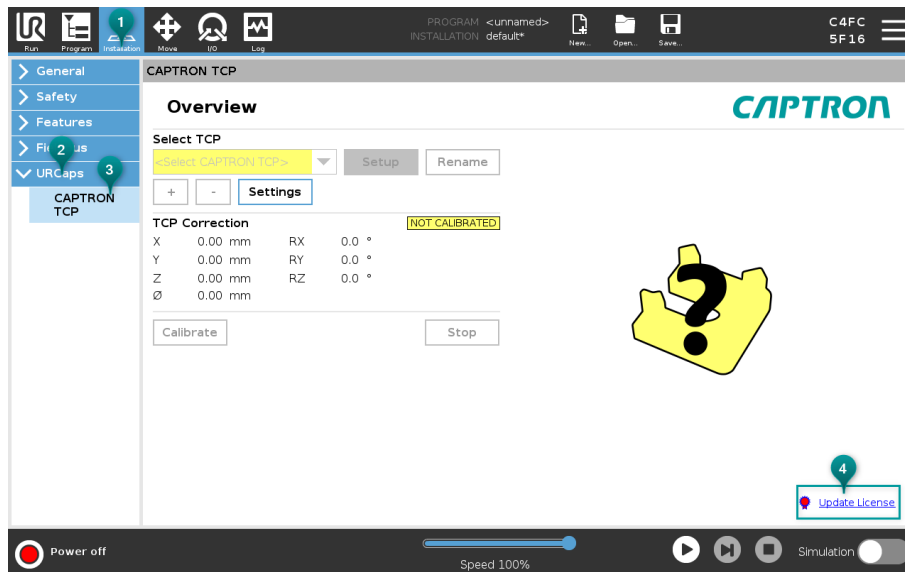 PROGRAM <unnamed>
INSTALLATION default*
C4FC
5F16
Run
Program
Installation
Move
I/O
Log
New...
Open...
Save...
1
General
Safety
Features
2
URCaps
3
CAPTRON
TCP
CAPTRON TCP
Overview
CAPTRON
Select TCP
<Select CAPTRON TCP>
Setup
Rename
+
-
Settings
TCP Correction
NOT CALIBRATED
X 0.00 mm RX 0.0 °
Y 0.00 mm RY 0.0 °
Z 0.00 mm RZ 0.0 °
Ø 0.00 mm
Calibrate
Stop
?
4
Update License
Power off
Speed 100%
Simulation